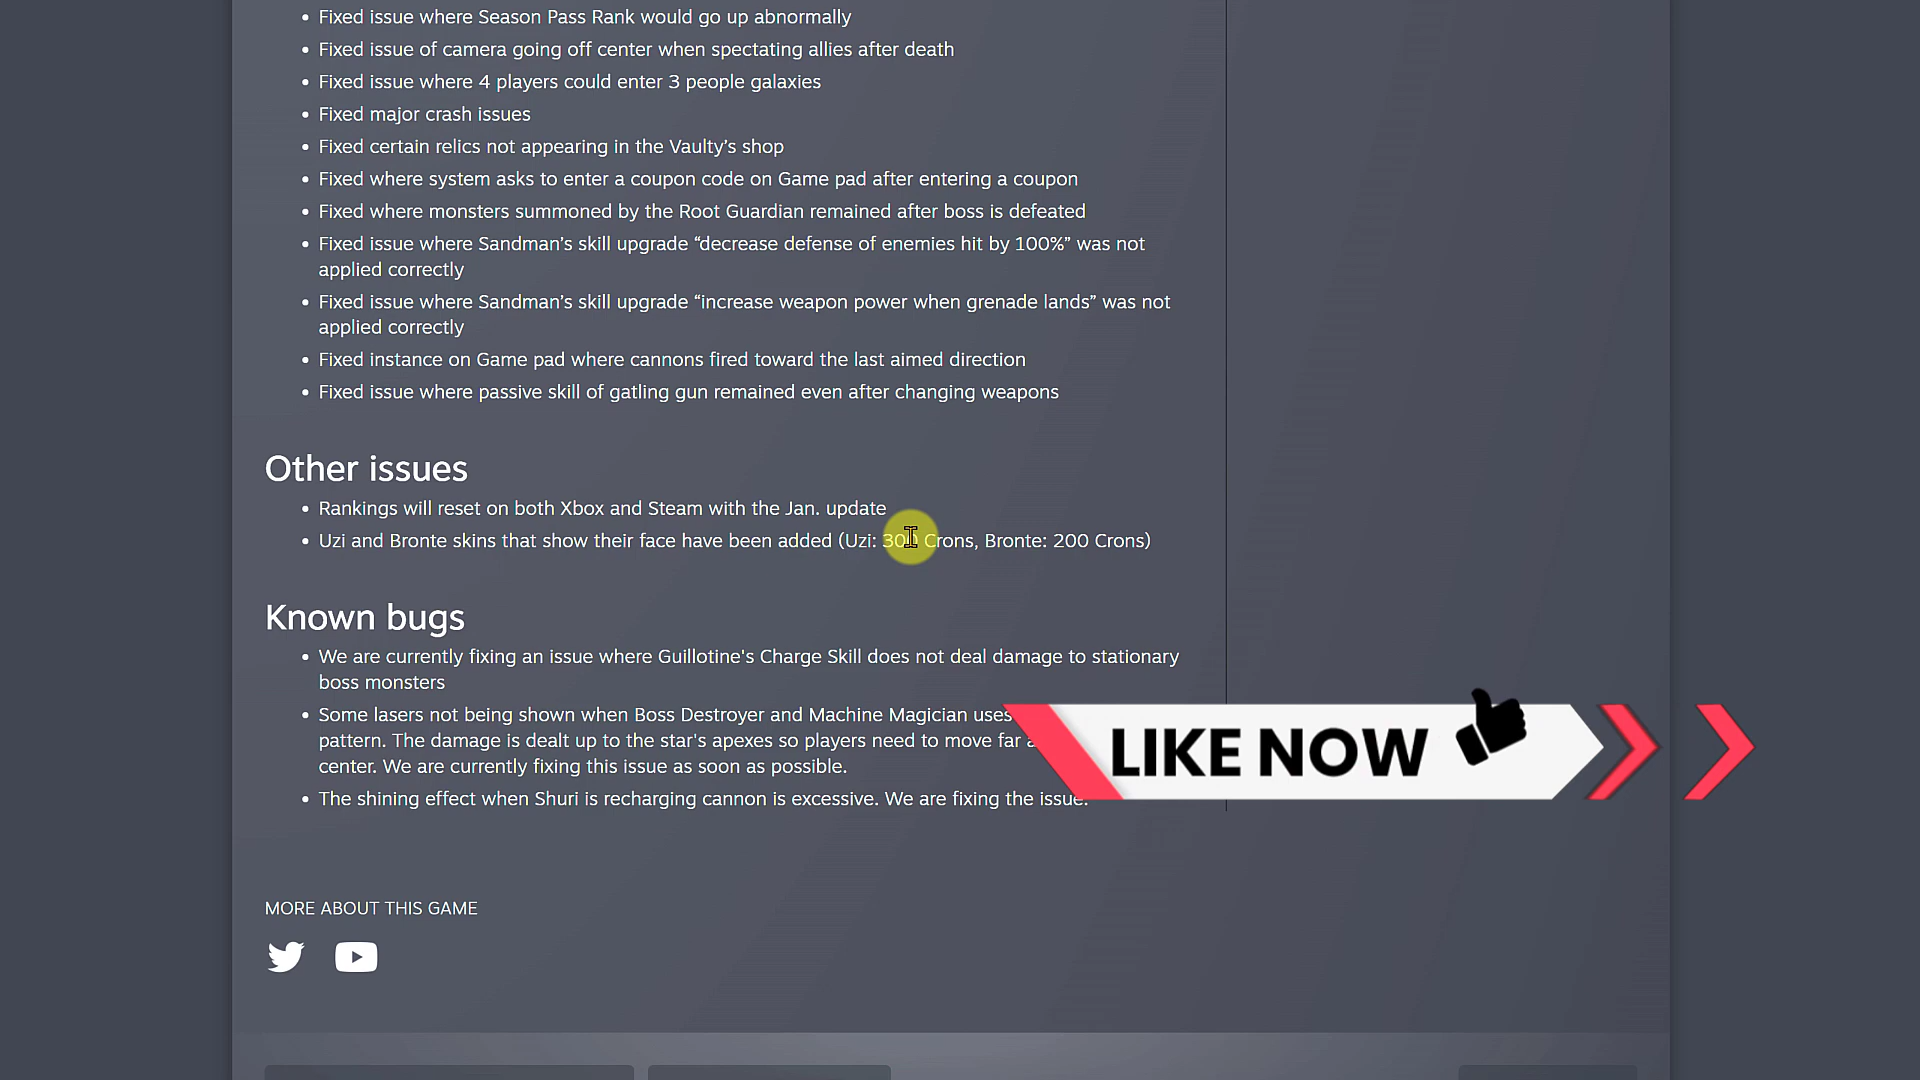 Fixed issue where Season Pass Rank would go up abnormally
Fixed issue of camera going off center when spectating allies after death
Fixed issue where 4 players could enter 3 people galaxies
Fixed major crash issues
Fixed certain relics not appearing in the Vaulty’s shop
Fixed where system asks to enter a coupon code on Game pad after entering a coupon
Fixed where monsters summoned by the Root Guardian remained after boss is defeated
Fixed issue where Sandman’s skill upgrade “decrease defense of enemies hit by 100%” was not
applied correctly
Fixed issue where Sandman’s skill upgrade “increase weapon power when grenade lands” was not
applied correctly
Fixed instance on Game pad where cannons fired toward the last aimed direction
Fixed issue where passive skill of gatling gun remained even after changing weapons
Other issues
Rankings will reset on both Xbox and Steam with the Jan. update
Uzi and Bronte skins that show their face have been added (Uzi: 300 Crons, Bronte: 200 Crons)
Known bugs
We are currently fixing an issue where Guillotine's Charge Skill does not deal damage to stationary
boss monsters
Some lasers not being shown when Boss Destroyer and Machine Magician uses
pattern. The damage is dealt up to the star's apexes so players need to move far
center. We are currently fixing this issue as soon as possible.
The shining effect when Shuri is recharging cannon is excessive. We are fixing the issue.
LIKE NOW
MORE ABOUT THIS GAME